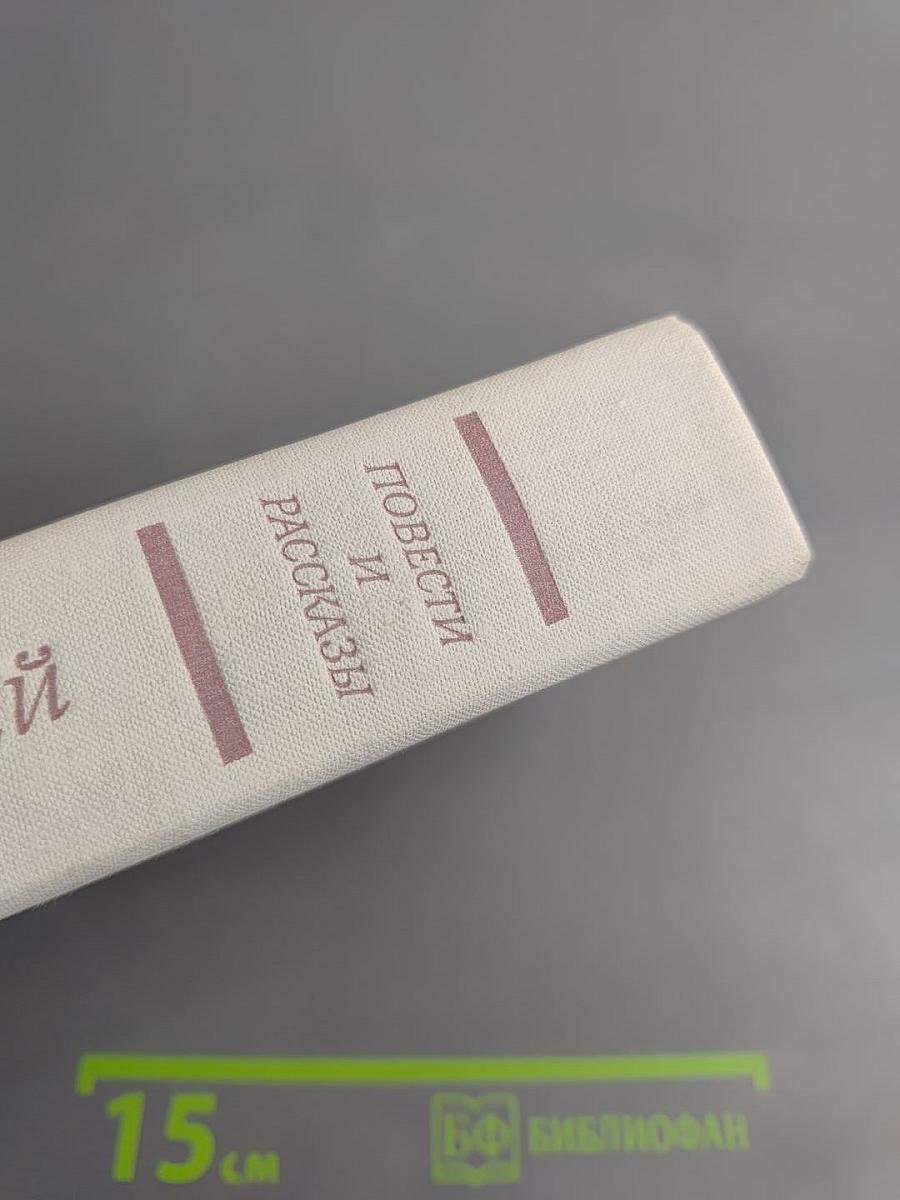 ПОВЕСТИ
И
РАССКАЗЫ
й
15 см
БФ БИБЛИОФАН